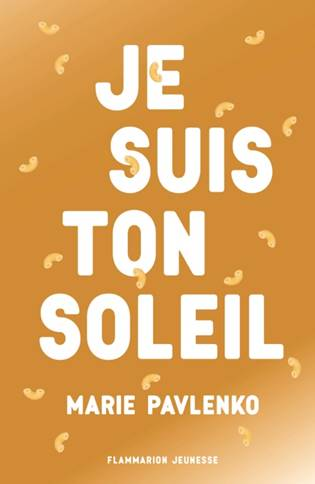 JE
SUIS
TON
SOLEIL
MARIE PAVLENKO
FLAMMARION JEUNESSE